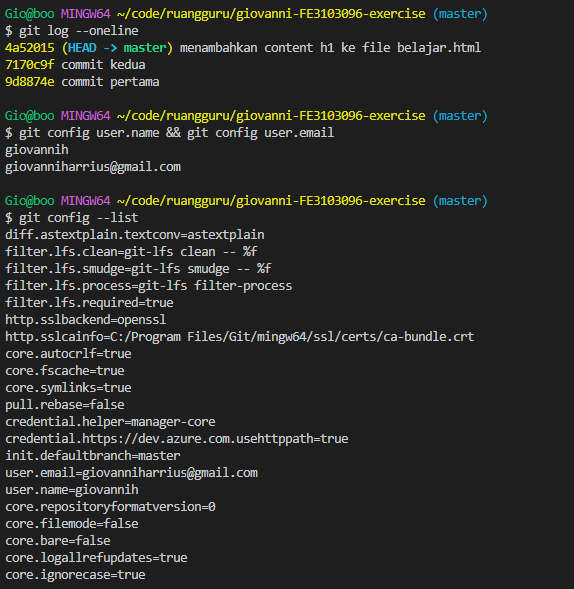 Gio@boo MINGW64 ~/code/ruangguru/giovanni-FE3103096-exercise (master)
$ git log --oneline
4a52015 (HEAD -> master) menambahkan content h1 ke file belajar.html
7170c9f commit kedua
9d8874e commit pertama
Gio@boo MINGW64 ~/code/ruangguru/giovanni-FE3103096-exercise (master)
$ git config user.name && git config user.email
giovannih
giovanniharrius@gmail.com
Gio@boo MINGW64 ~/code/ruangguru/giovanni-FE3103096-exercise (master)
$ git config --list
diff.astextplain.textconv=astextplain
filter.lfs.clean=git-lfs clean -- %f
filter.lfs.smudge=git-lfs smudge -- %f
filter.lfs.process=git-lfs filter-process
filter.lfs.required=true
http.sslbackend=openssl
http.sslcainfo=C:/Program Files/Git/mingw64/ssl/certs/ca-bundle.crt
core.autocrlf=true
core.fscache=true
core.symlinks=true
pull.rebase=false
credential.helper=manager-core
credential.https://dev.azure.com.usehttppath=true
init.defaultbranch=master
user.email=giovanniharrius@gmail.com
user.name=giovannih
core.repositoryformatversion=0
core.filemode=false
core.bare=false
core.logallrefupdates=true
core.ignorecase=true